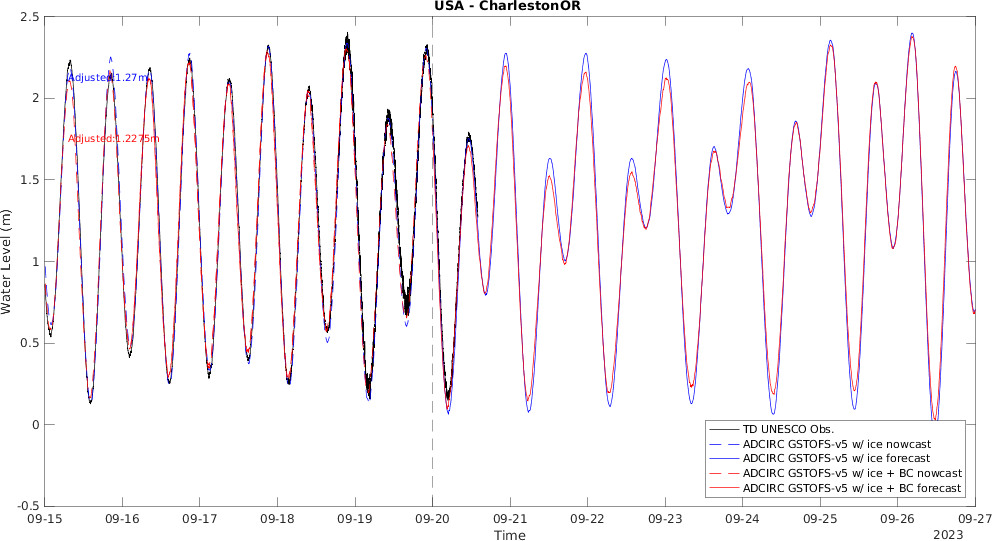 USA - CharlestonOR
2.5
2
1.5
1
0.5
0
-0.5
Water Level (m)
Adjusted:1.27m
Adjusted:1.2275m
TD UNESCO Obs.
ADCIRC GSTOFS-v5 w/ ice nowcast
ADCIRC GSTOFS-v5 w/ ice forecast
ADCIRC GSTOFS-v5 w/ ice + BC nowcast
ADCIRC GSTOFS-v5 w/ ice + BC forecast
09-15 09-16 09-17 09-18 09-19 09-20 09-21 09-22 09-23 09-24 09-25 09-26 09-27
Time
2023